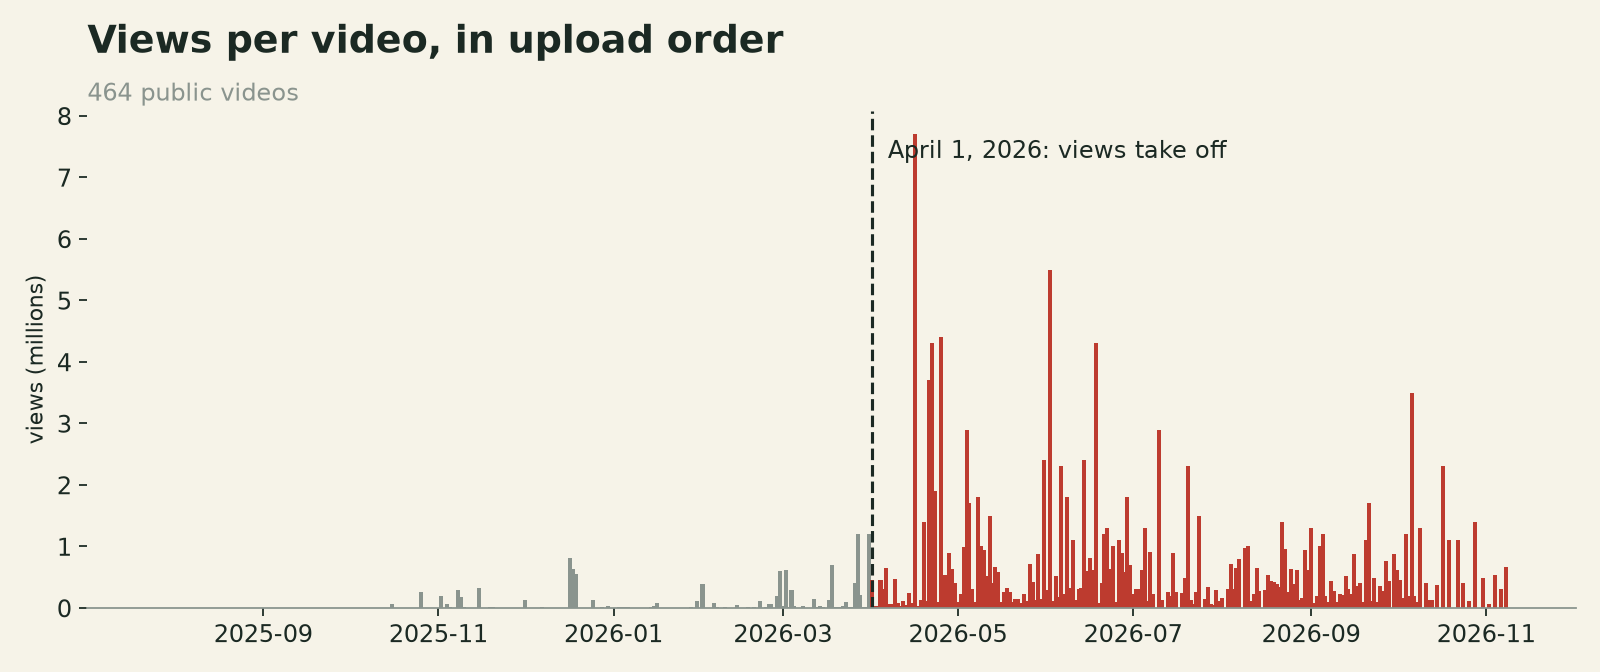 Views per video, in upload order
464 public videos
8
7
6
5
4
3
2
1
0
views (millions)
April 1, 2026: views take off
2025-09 2025-11 2026-01 2026-03 2026-05 2026-07 2026-09 2026-11